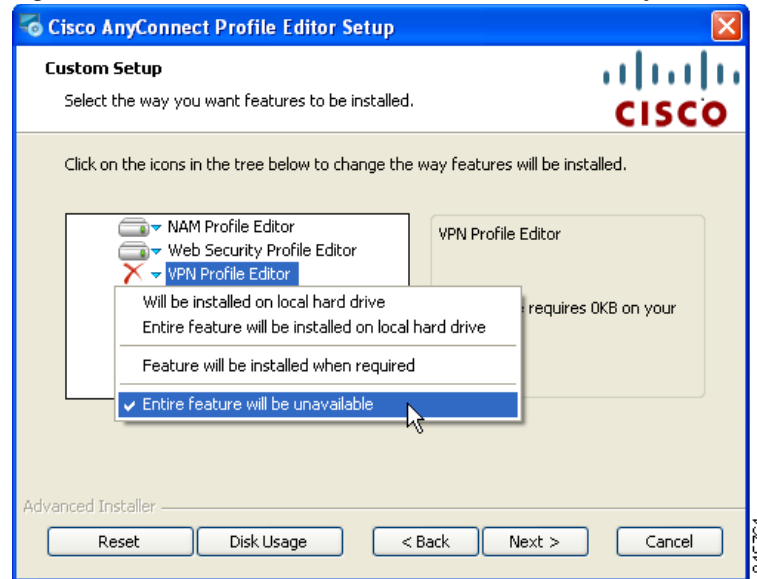 Cisco AnyConnect Profile Editor Setup
Custom Setup
Select the way you want features to be installed.
CISCO
Click on the icons in the tree below to change the way features will be installed.
NAM Profile Editor
Web Security Profile Editor
VPN Profile Editor
VPN Profile Editor
Will be installed on local hard drive
Entire feature will be installed on local hard drive
requires 0KB on your
Feature will be installed when required
Entire feature will be unavailable
Advanced Installer
Reset
Disk Usage
< Back
Next >
Cancel